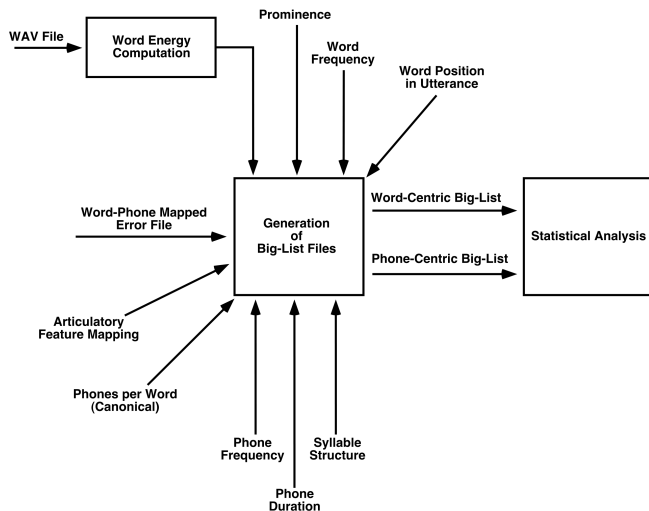 Prominence
WAV File
Word Energy
Computation
Word
Frequency
Word Position
in Utterance
Word-Phone Mapped
Error File
Generation
of
Big-List Files
Word-Centric Big-List
Phone-Centric Big-List
Statistical Analysis
Articulatory
Feature Mapping
Phones per Word
(Canonical)
Phone
Frequency
Syllable
Structure
Phone
Duration